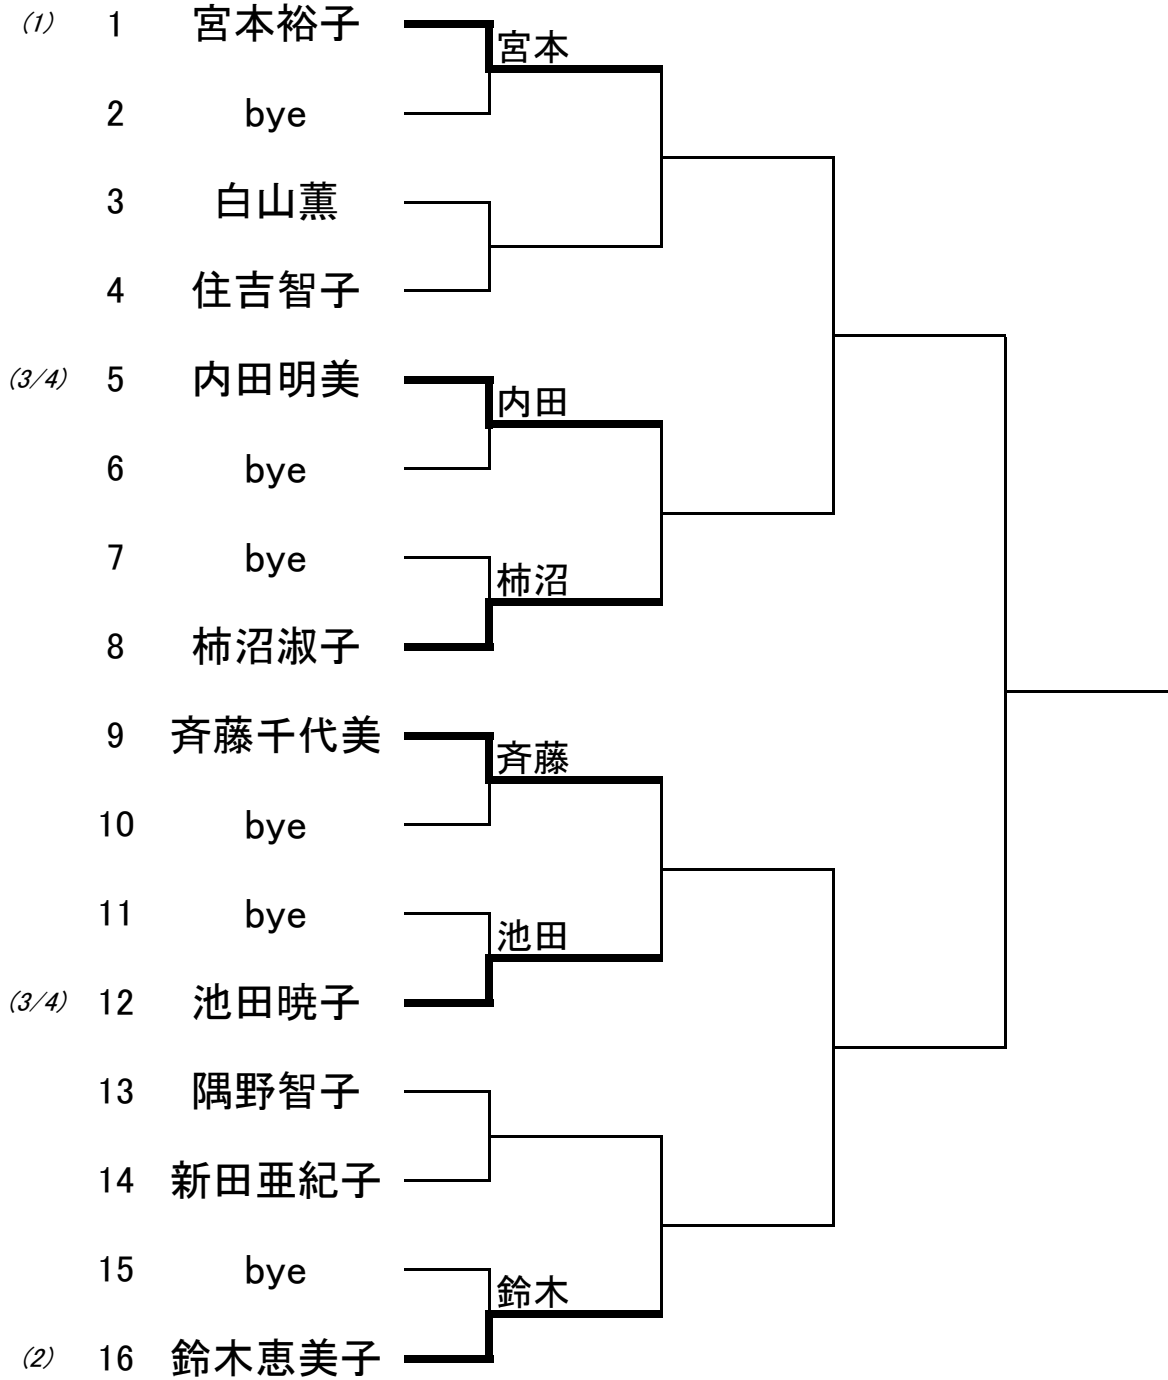 (1) 1 宮本裕子
宮本
2 bye
3 白山薫
4 住吉智子
(3/4) 5 内田明美
内田
6 bye
7 bye
柿沼
8 柿沼淑子
9 斉藤千代美
斉藤
10 bye
11 bye
池田
(3/4) 12 池田暁子
13 隅野智子
14 新田亜紀子
15 bye
鈴木
(2) 16 鈴木恵美子